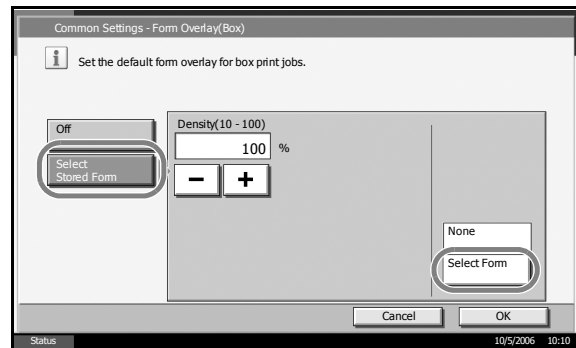 Common Settings - Form Overlay(Box)
i
Set the default form overlay for box print jobs.
Off
Select
Stored Form
Density(10 - 100)
100 %
− +
None
Select Form
Cancel OK
Status 10/5/2006 10:10